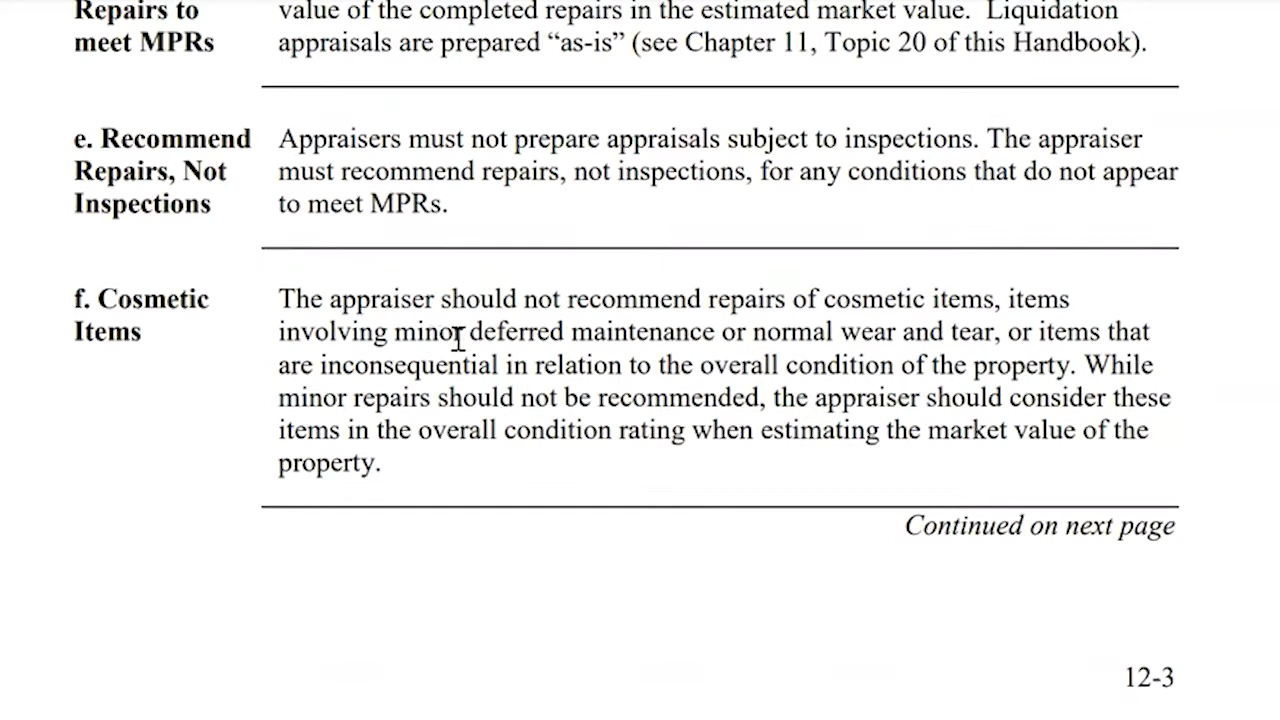 Repairs to
meet MPRs
value of the completed repairs in the estimated market value. Liquidation
appraisals are prepared “as-is” (see Chapter 11, Topic 20 of this Handbook).
e. Recommend
Repairs, Not
Inspections
Appraisers must not prepare appraisals subject to inspections. The appraiser
must recommend repairs, not inspections, for any conditions that do not appear
to meet MPRs.
f. Cosmetic
Items
The appraiser should not recommend repairs of cosmetic items, items
involving minor deferred maintenance or normal wear and tear, or items that
are inconsequential in relation to the overall condition of the property. While
minor repairs should not be recommended, the appraiser should consider these
items in the overall condition rating when estimating the market value of the
property.
Continued on next page
12-3